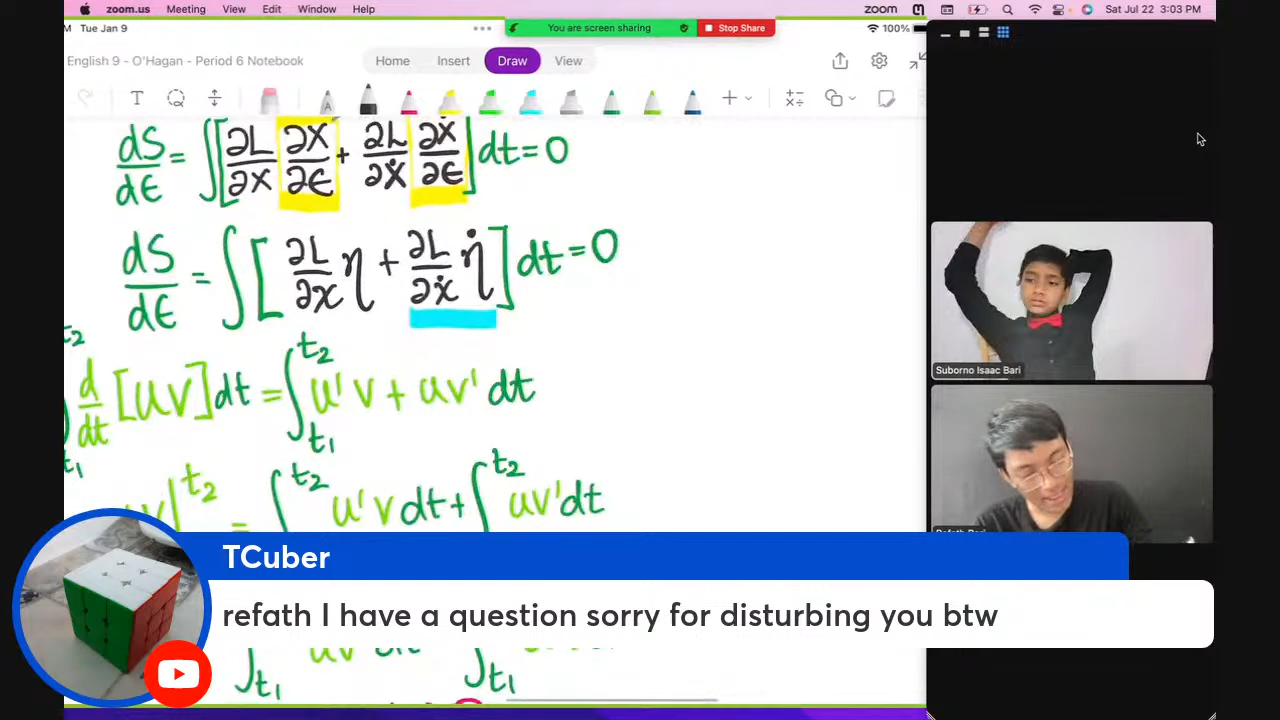 zoom.us Meeting View Edit Window Help zoom Sat Jul 22 3:03 PM
Tue Jan 9 You are screen sharing Stop Share 100%
English 9 - O'Hagan - Period 6 Notebook Home Insert Draw View
dS/dϵ = ∫[∂L/∂x ∂x/∂ϵ + ∂L/∂ẋ ∂ẋ/∂ϵ]dt = 0
dS/dϵ = ∫[∂L/∂x η + ∂L/∂ẋ η̇]dt = 0
t₂
t₁ d/dt [uv]dt = ∫t₁t₂ u'v + uv' dt
uv|t₂ = ∫t₂ u'v dt + ∫t₂ uv'dt
Suborno Isaac Bari
TCuber
refath I have a question sorry for disturbing you btw
∫t₁ ∫t₁